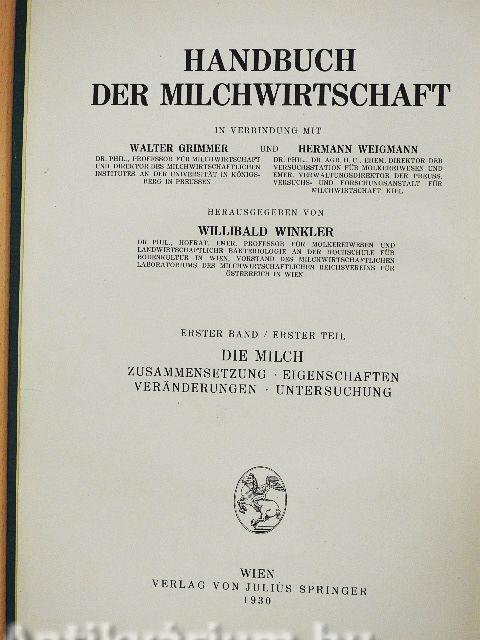 HANDBUCH
DER MILCHWIRTSCHAFT
IN VERBINDUNG MIT
WALTER GRIMMER UND HERMANN WEIGMANN
DR. PHIL., PROFESSOR FÜR MILCHWIRTSCHAFT
UND DIREKTOR DES MILCHWIRTSCHAFTLICHEN
INSTITUTES AN DER UNIVERSITÄT IN KÖNIGS-
BERG IN PREUSSEN
DR. PHIL., DR. AGR. H. C., EHEM. DIREKTOR DER
VERSUCHSSTATION FÜR MOLKEREIWESEN UND
EMER. VERWALTUNGSDIREKTOR DER PREUSS.
VERSUCHS- UND FORSCHUNGSANSTALT FÜR
MILCHWIRTSCHAFT KIEL
HERAUSGEGEBEN VON
WILLIBALD WINKLER
DR. PHIL., HOFRAT, EMER. PROFESSOR FÜR MOLKEREIWESEN UND
LANDWIRTSCHAFTLICHE BAKTERIOLOGIE AN DER HOCHSCHULE FÜR
BODENKULTUR IN WIEN, VORSTAND DES MILCHWIRTSCHAFTLICHEN
LABORATORIUMS DES MILCHWIRTSCHAFTLICHEN REICHSVEREINS FÜR
ÖSTERREICH IN WIEN
ERSTER BAND / ERSTER TEIL
DIE MILCH
ZUSAMMENSETZUNG · EIGENSCHAFTEN
VERÄNDERUNGEN · UNTERSUCHUNG
WIEN
VERLAG VON JULIUS SPRINGER
1930
Antikvárium.hu